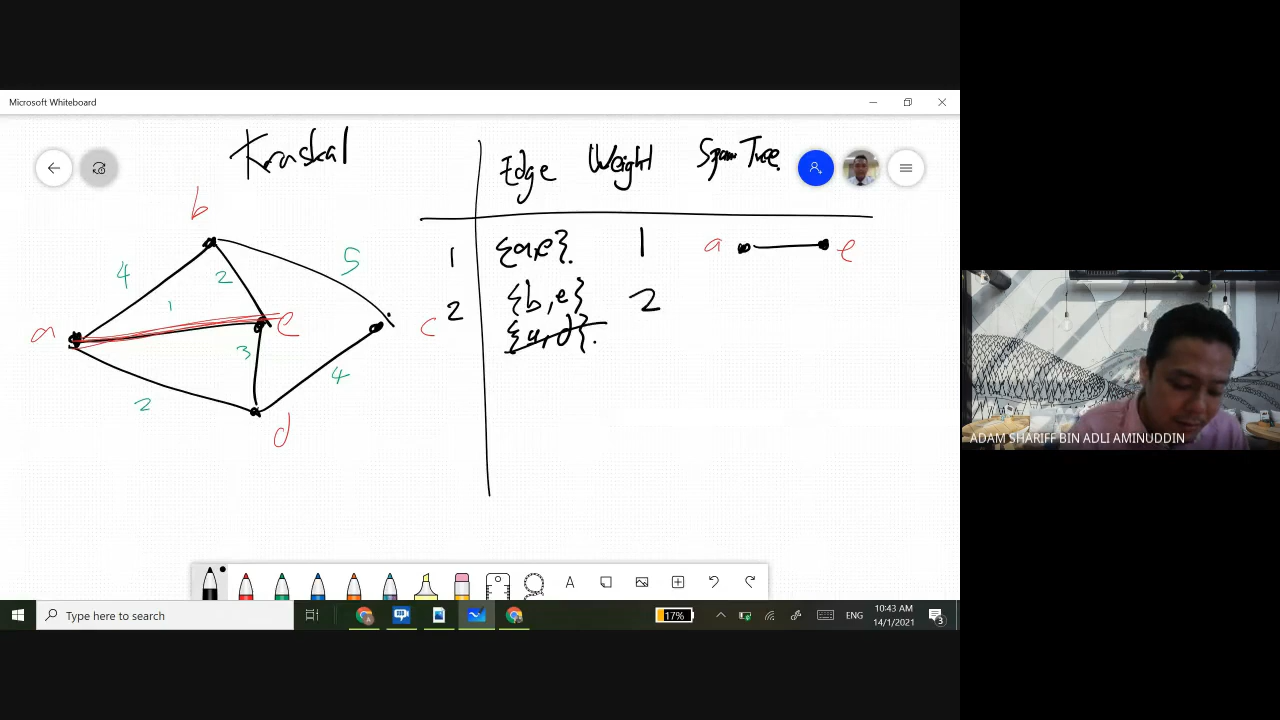 Microsoft Whiteboard
Kruskal
Edge Weight Span Tree
b
4 2 5
1 {a,e}. 1 a e
1
a e c
2 {b,e} 2
{a,d}.
3 4
2
d
ADAM SHARIFF BIN ADLI AMINUDDIN
A
Type here to search
17%
ENG
10:43 AM
14/1/2021
3